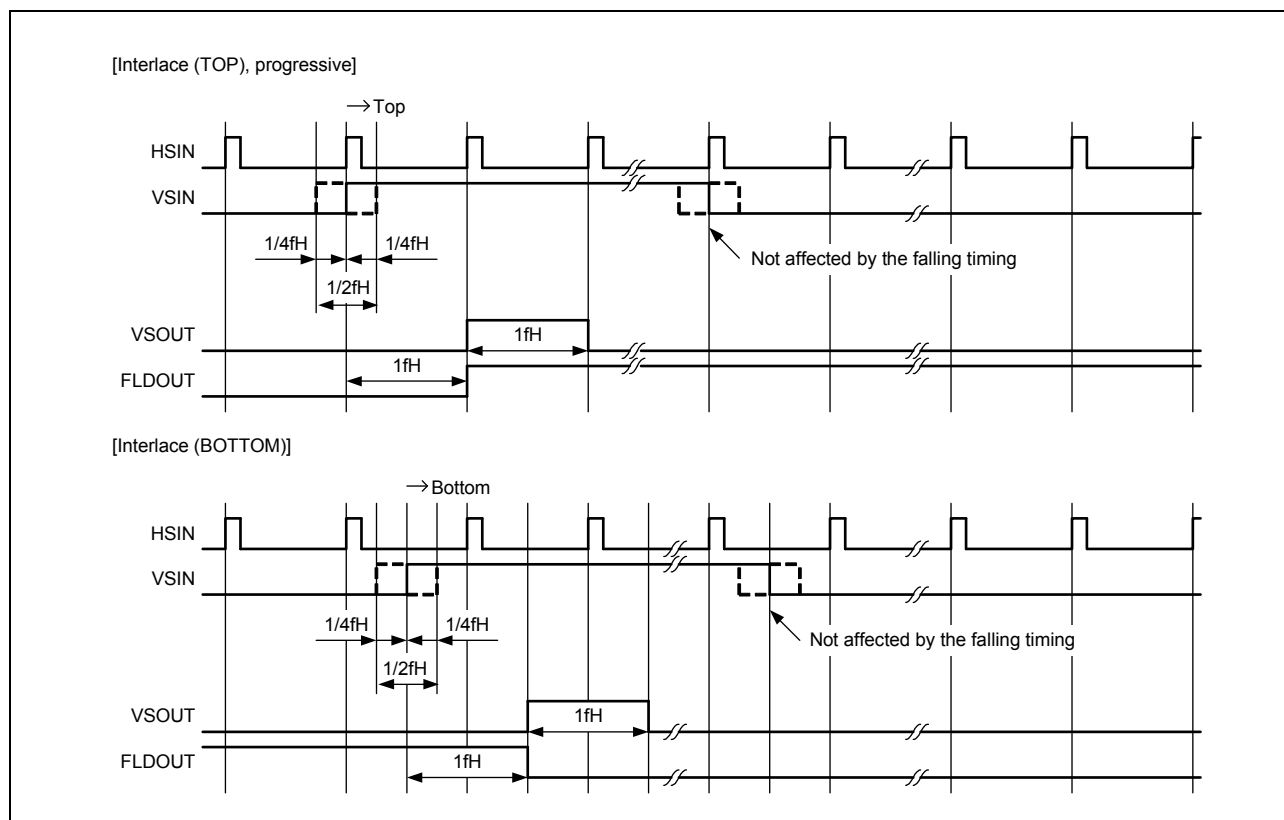 [Interlace (TOP), progressive]
→Top
HSIN
VSIN
1/4fH
1/4fH
Not affected by the falling timing
1/2fH
VSOUT
1fH
FLDOUT
1fH
[Interlace (BOTTOM)]
→Bottom
HSIN
VSIN
1/4fH
1/4fH
Not affected by the falling timing
1/2fH
VSOUT
1fH
FLDOUT
1fH